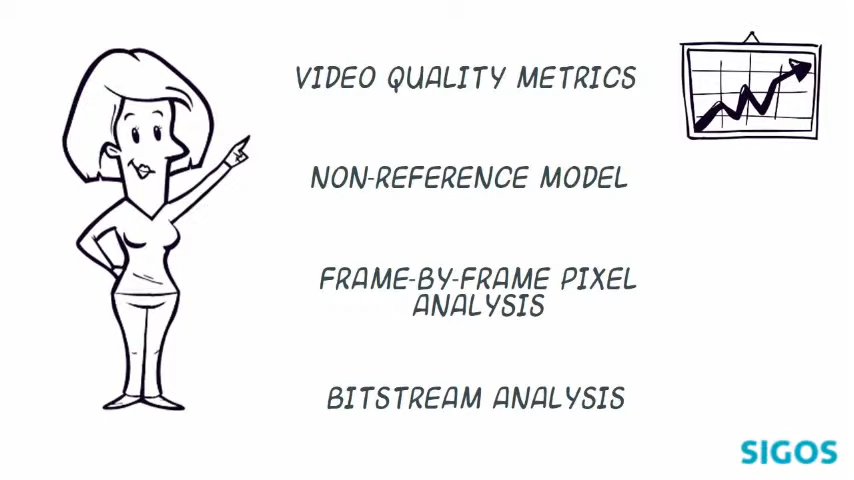 VIDEO QUALITY METRICS
NON-REFERENCE MODEL
FRAME-BY-FRAME PIXEL
ANALYSIS
BITSTREAM ANALYSIS
SIGOS